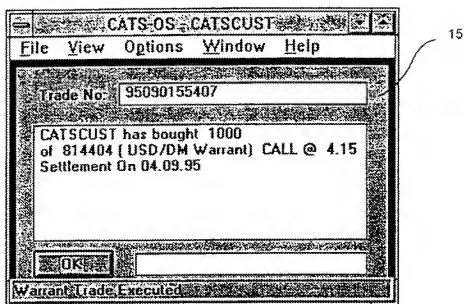 CATS-OS - CATSCUST
File View Options Window Help
15
Trade No: 95090155407
CATSCUST has bought 1000
of 814404 ( USD/DM Warrant) CALL @ 4.15
Settlement On 04.09.95
OK
Warrant Trade Executed